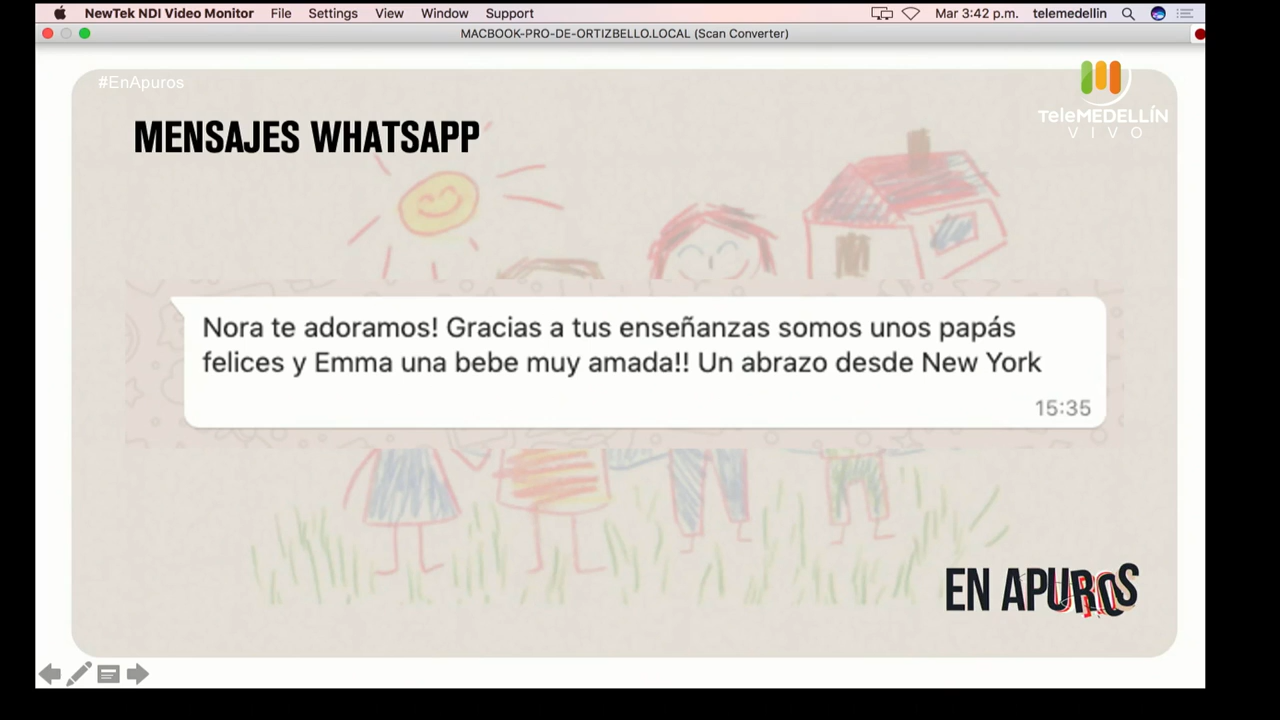 NewTek NDI Video Monitor File Settings View Window Support Mar 3:42 p.m. telemedellin
MACBOOK-PRO-DE-ORTIZBELLO.LOCAL (Scan Converter)
#EnApuros
TeleMEDELLÍN
VIVO
MENSAJES WHATSAPP
Nora te adoramos! Gracias a tus enseñanzas somos unos papás
felices y Emma una bebe muy amada!! Un abrazo desde New York
15:35
EN APUROS